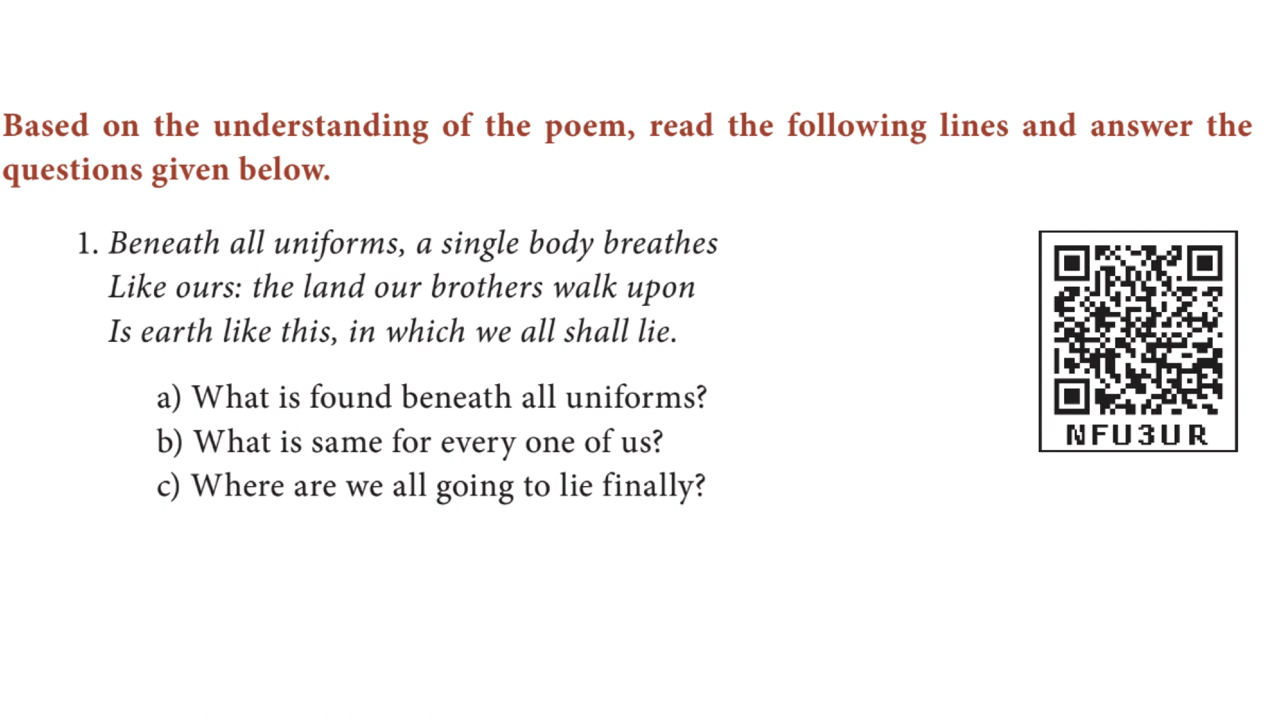 Based on the understanding of the poem, read the following lines and answer the
questions given below.
1. Beneath all uniforms, a single body breathes
Like ours: the land our brothers walk upon
Is earth like this, in which we all shall lie.
a) What is found beneath all uniforms?
b) What is same for every one of us?
c) Where are we all going to lie finally?
NFU3UR